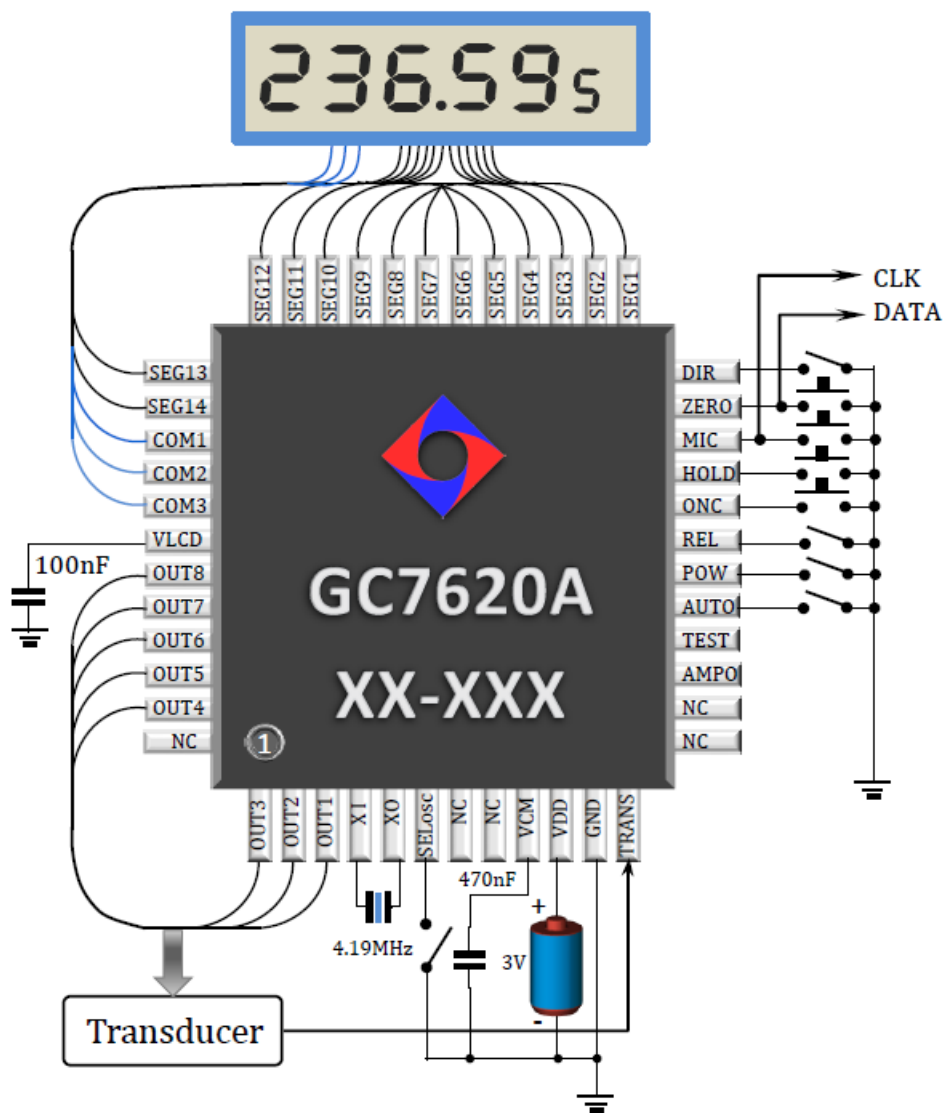 236.59s
SEG12 SEG11 SEG10 SEG9 SEG8 SEG7 SEG6 SEG5 SEG4 SEG3 SEG2 SEG1
CLK
DATA
SEG13
SEG14
COM1
COM2
COM3
VLCD
OUT8
OUT7
OUT6
OUT5
OUT4
NC
100nF
GC7620A
XX-XXX
1
DIR
ZERO
MIC
HOLD
ONC
REL
POW
AUTO
TEST
AMPO
NC
NC
OUT3 OUT2 OUT1 XI XO SELosc NC NC VCM VDD GND TRANS
470nF
4.19MHz
+
3V
-
Transducer